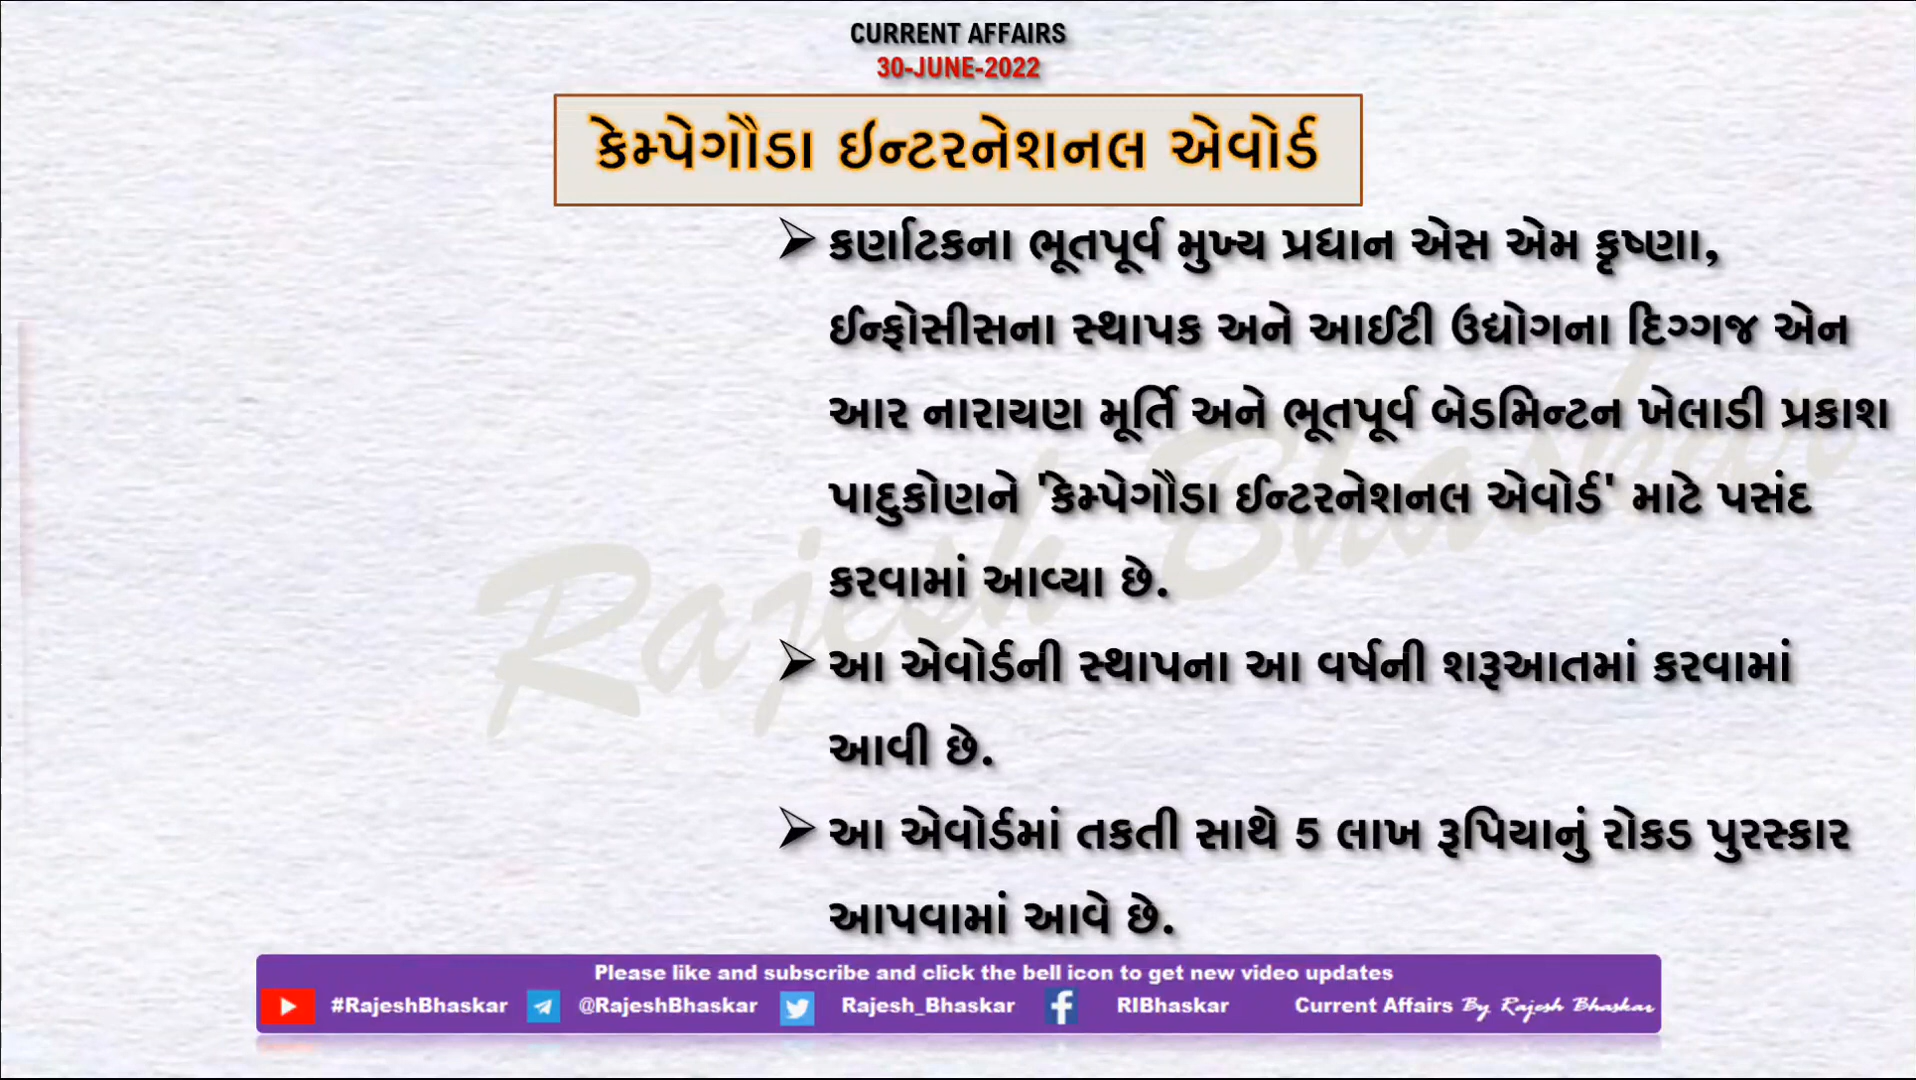 CURRENT AFFAIRS
30-JUNE-2022
કેમ્પેગૌડા ઈન્ટરનેશનલ એવોર્ડ
➢ કર્ણાટકના ભૂતપૂર્વ મુખ્ય પ્રધાન એસ એમ કૃષ્ણા,
ઈન્ફોસીસના સ્થાપક અને આઈટી ઉદ્યોગના દિગ્ગજ એન
આર નારાયણ મૂર્તિ અને ભૂતપૂર્વ બેડમિન્ટન ખેલાડી પ્રકાશ
પાદુકોણને 'કેમ્પેગૌડા ઈન્ટરનેશનલ એવોર્ડ' માટે પસંદ
કરવામાં આવ્યા છે.
➢ આ એવોર્ડની સ્થાપના આ વર્ષની શરૂઆતમાં કરવામાં
આવી છે.
➢ આ એવોર્ડમાં તકતી સાથે 5 લાખ રૂપિયાનું રોકડ પુરસ્કાર
આપવામાં આવે છે.
Rajesh Bhaskar
Please like and subscribe and click the bell icon to get new video updates
#RajeshBhaskar @RajeshBhaskar Rajesh_Bhaskar f RIBhaskar Current Affairs By Rajesh Bhaskar